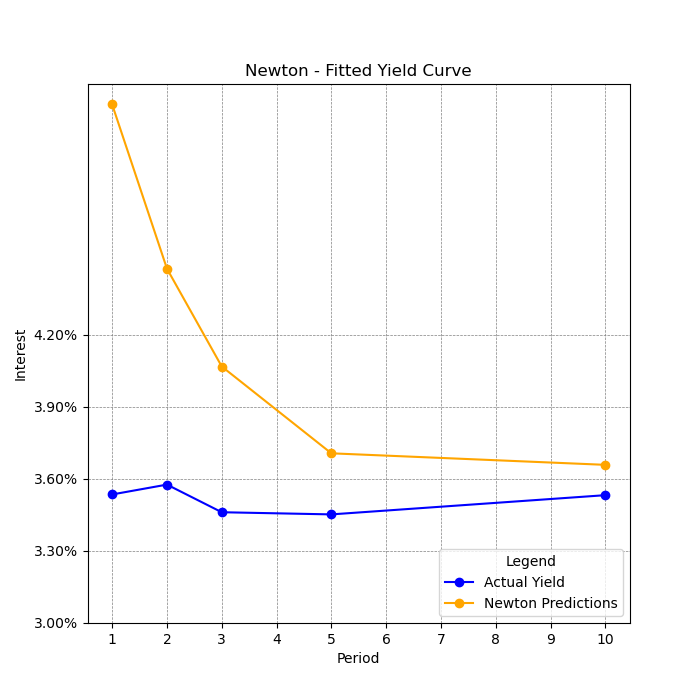 Newton - Fitted Yield Curve
Interest
4.20%
3.90%
3.60%
3.30%
3.00%
Legend
Actual Yield
Newton Predictions
1 2 3 4 5 6 7 8 9 10
Period